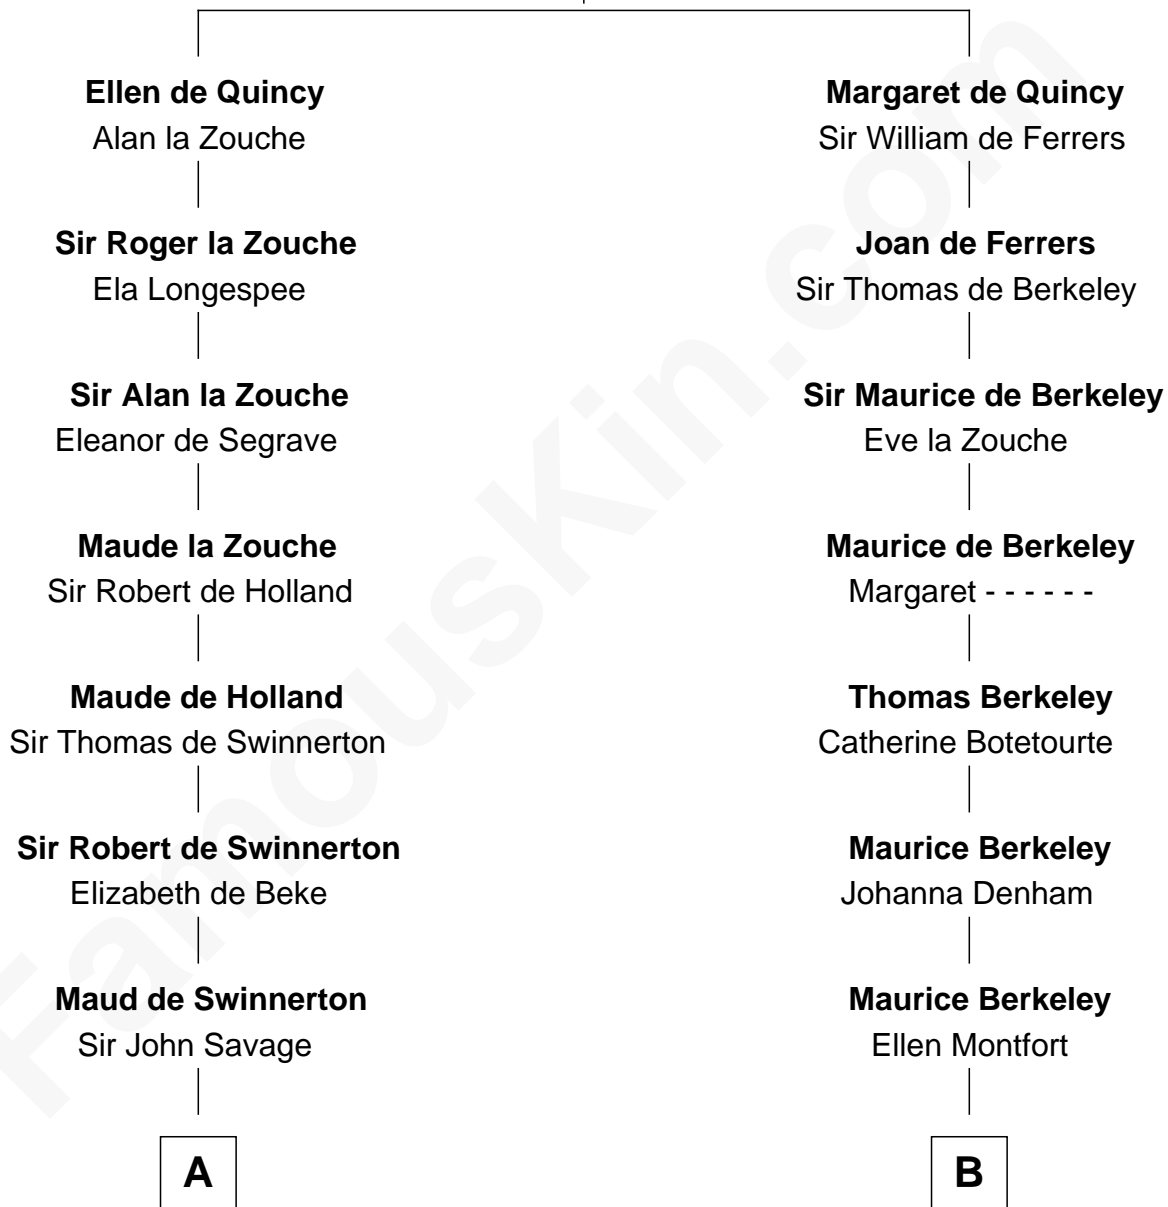 Ellen de Quincy
Alan la Zouche
Sir Roger la Zouche
Ela Longespee
Sir Alan la Zouche
Eleanor de Segrave
Maude la Zouche
Sir Robert de Holland
Maude de Holland
Sir Thomas de Swinnerton
Sir Robert de Swinnerton
Elizabeth de Beke
Maud de Swinnerton
Sir John Savage
A
Margaret de Quincy
Sir William de Ferrers
Joan de Ferrers
Sir Thomas de Berkeley
Sir Maurice de Berkeley
Eve la Zouche
Maurice de Berkeley
Margaret - - - - - -
Thomas Berkeley
Catherine Botetourte
Maurice Berkeley
Johanna Denham
Maurice Berkeley
Ellen Montfort
B
FamousKin.com